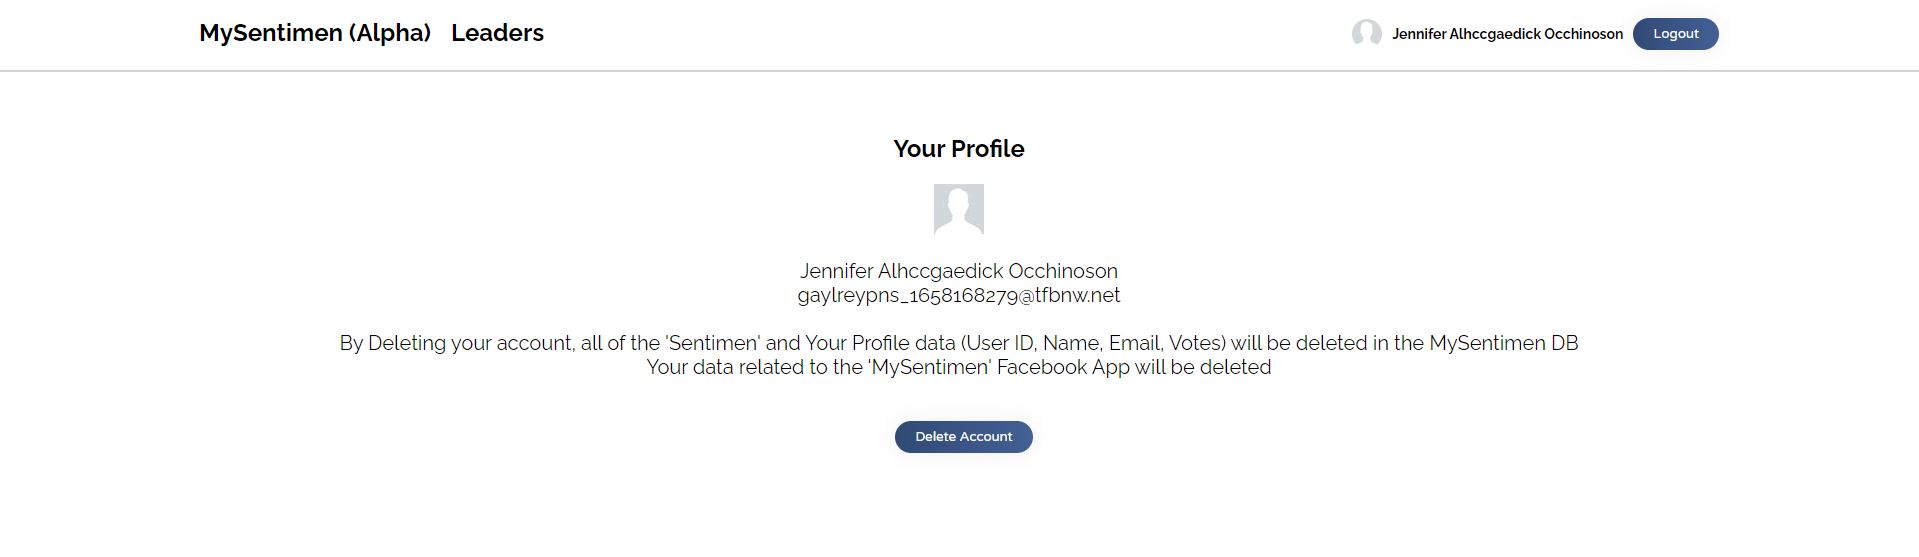 MySentimen (Alpha) Leaders
Jennifer Alhccgaedick Occhinoson Logout
Your Profile
Jennifer Alhccgaedick Occhinoson
gaylreypns_1658168279@tfbnw.net
By Deleting your account, all of the 'Sentimen' and Your Profile data (User ID, Name, Email, Votes) will be deleted in the MySentimen DB
Your data related to the 'MySentimen' Facebook App will be deleted
Delete Account